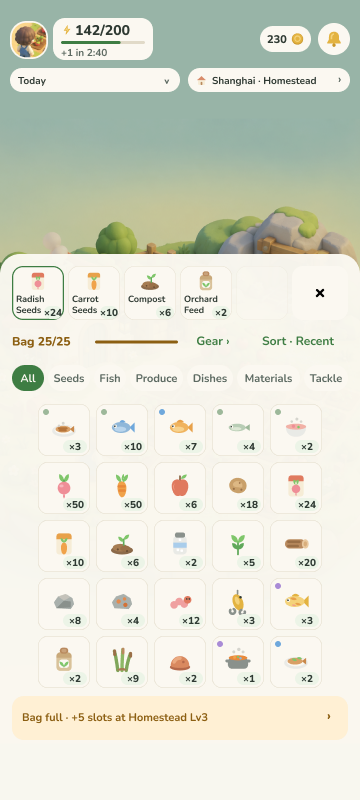 142/200
+1 in 2:40
230
Today
Shanghai · Homestead ›
Radish Seeds ×24
Carrot Seeds ×10
Compost ×6
Orchard Feed ×2
×
Bag 25/25
Gear ›
Sort · Recent
All Seeds Fish Produce Dishes Materials Tackle
×3 ×10 ×7 ×4 ×2
×50 ×50 ×6 ×18 ×24
×10 ×6 ×2 ×5 ×20
×8 ×4 ×12 ×3 ×3
×2 ×9 ×2 ×1 ×2
Bag full · +5 slots at Homestead Lv3 ›